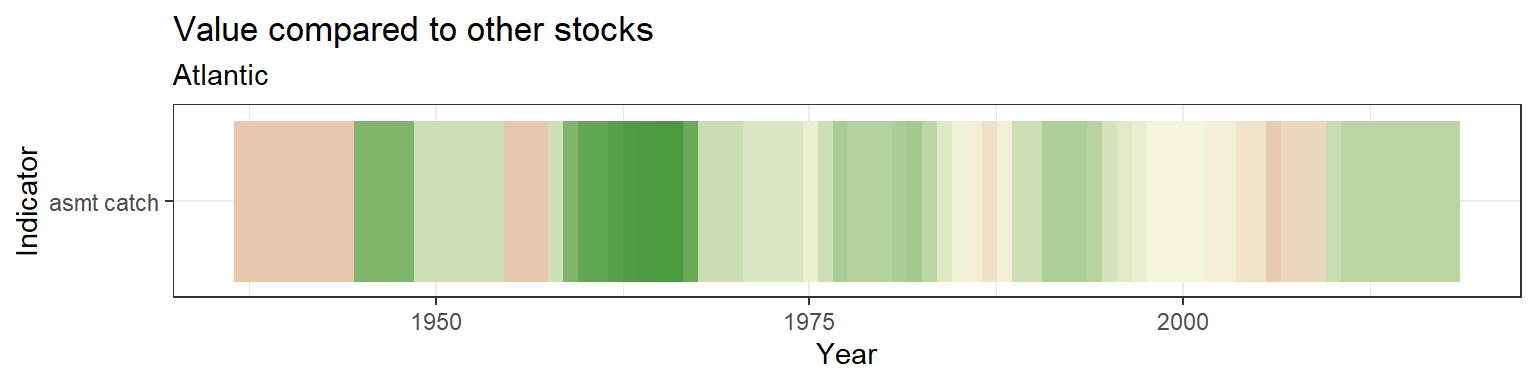 Value compared to other stocks
Atlantic
Indicator
asmt catch
1950 1975 2000
Year